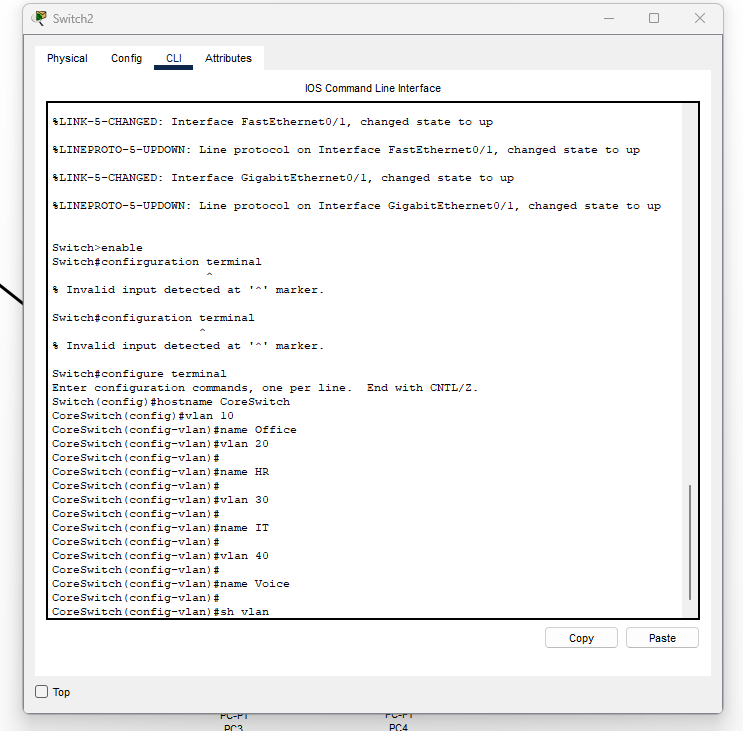 Switch2
Physical Config CLI Attributes
IOS Command Line Interface
%LINK-5-CHANGED: Interface FastEthernet0/1, changed state to up
%LINEPROTO-5-UPDOWN: Line protocol on Interface FastEthernet0/1, changed state to up
%LINK-5-CHANGED: Interface GigabitEthernet0/1, changed state to up
%LINEPROTO-5-UPDOWN: Line protocol on Interface GigabitEthernet0/1, changed state to up
Switch>enable
Switch#confirguration terminal
^
% Invalid input detected at '^' marker.
Switch#configuration terminal
^
% Invalid input detected at '^' marker.
Switch#configure terminal
Enter configuration commands, one per line. End with CNTL/Z.
Switch(config)#hostname CoreSwitch
CoreSwitch(config)#vlan 10
CoreSwitch(config-vlan)#name Office
CoreSwitch(config-vlan)#vlan 20
CoreSwitch(config-vlan)#
CoreSwitch(config-vlan)#name HR
CoreSwitch(config-vlan)#
CoreSwitch(config-vlan)#vlan 30
CoreSwitch(config-vlan)#
CoreSwitch(config-vlan)#name IT
CoreSwitch(config-vlan)#
CoreSwitch(config-vlan)#vlan 40
CoreSwitch(config-vlan)#
CoreSwitch(config-vlan)#name Voice
CoreSwitch(config-vlan)#
CoreSwitch(config-vlan)#sh vlan
Copy Paste
Top
PC-PT PC-PT
PC3 PC4